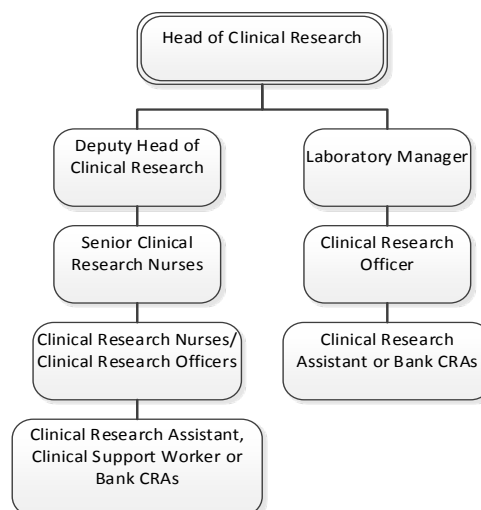 Head of Clinical Research
Deputy Head of
Clinical Research
Laboratory Manager
Senior Clinical
Research Nurses
Clinical Research
Officer
Clinical Research Nurses/
Clinical Research Officers
Clinical Research
Assistant or Bank CRAs
Clinical Research Assistant,
Clinical Support Worker or
Bank CRAs